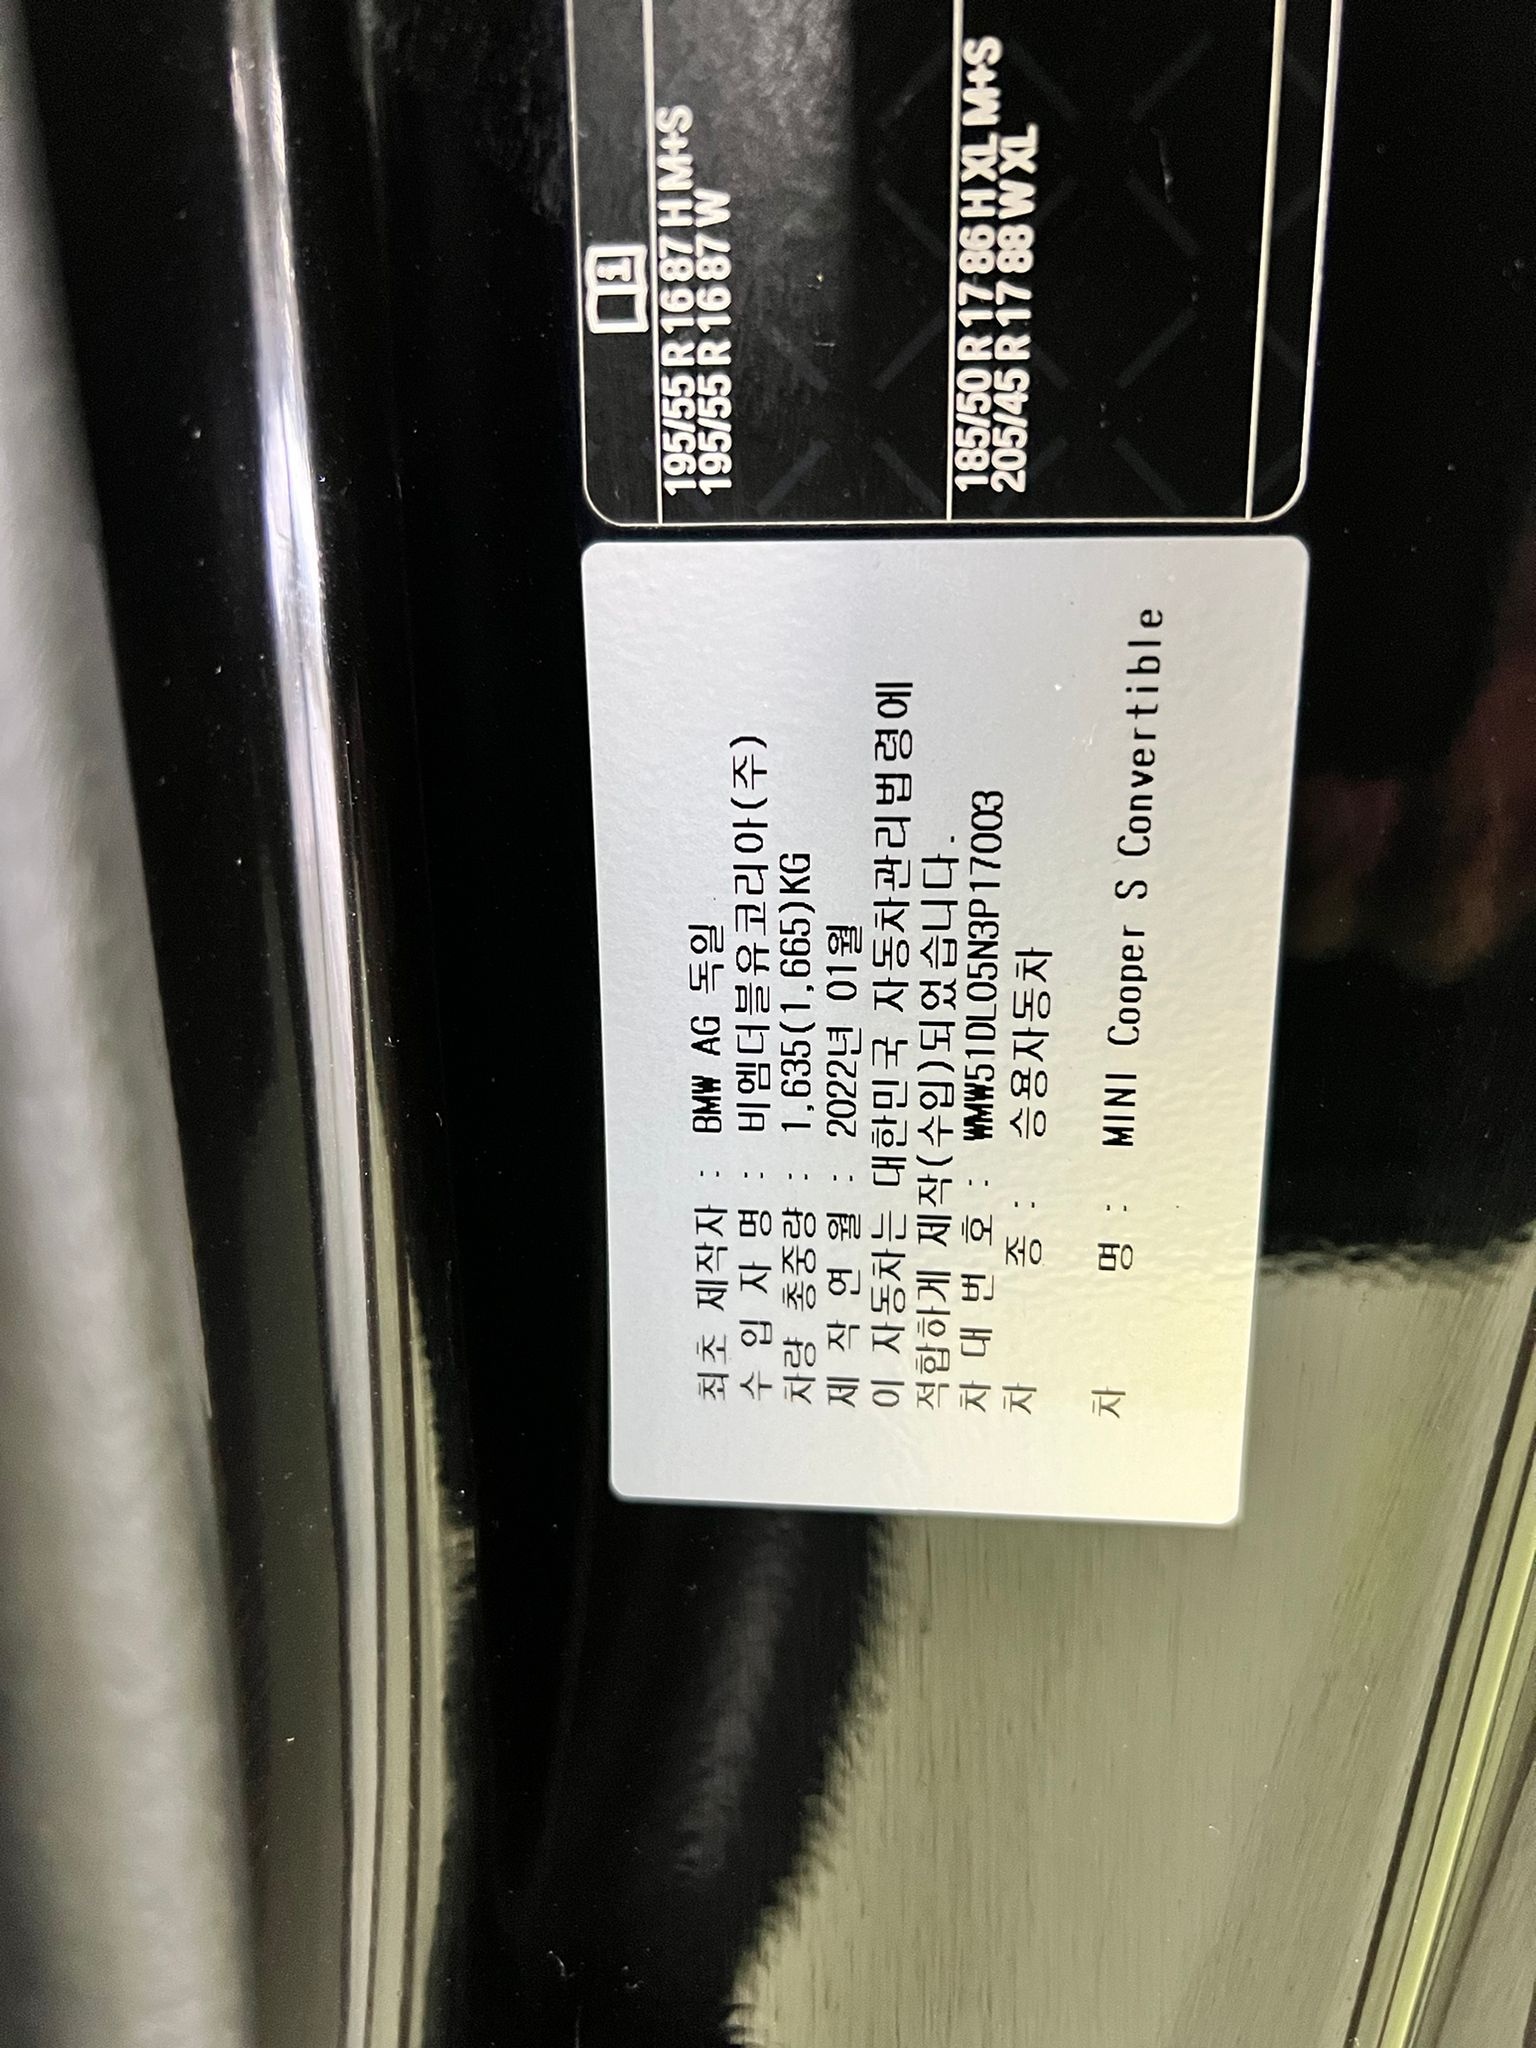 최초 제작자 : BMW AG 독일
수 입 자 명 : 비엠더블유코리아(주)
차량 총중량 : 1,635(1,665)KG
제 작 연 월 : 2022년 01월
이 자동차는 대한민국 자동차관리법령에
적합하게 제작(수입)되었습니다.
차 대 번 호 : WMW51DL05N3P17003
차 종 : 승용자동차
차 명 : MINI Cooper S Convertible
195/55 R 16 87 H M+S
195/55 R 16 87 W
185/50 R 17 86 H XL M+S
205/45 R 17 88 W XL